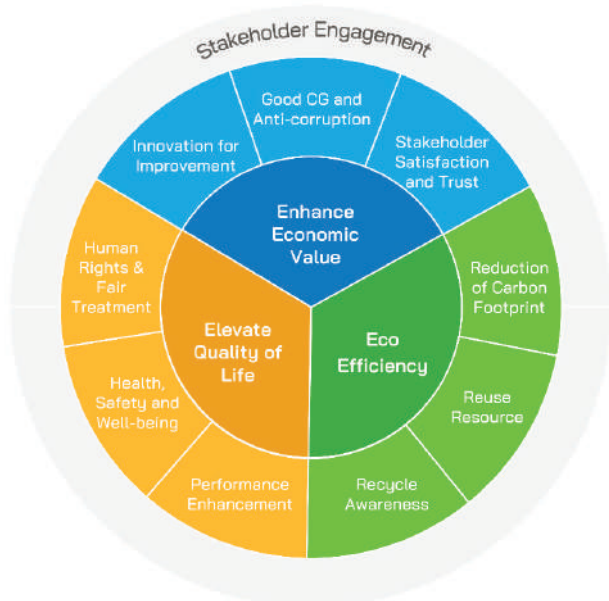 Stakeholder Engagement
Good CG and
Anti-corruption
Innovation for
Improvement
Stakeholder
Satisfaction
and Trust
Enhance
Economic
Value
Human
Rights &
Fair
Treatment
Reduction
of Carbon
Footprint
Elevate
Quality of
Life
Eco
Efficiency
Health,
Safety and
Well-being
Reuse
Resource
Performance
Enhancement
Recycle
Awareness